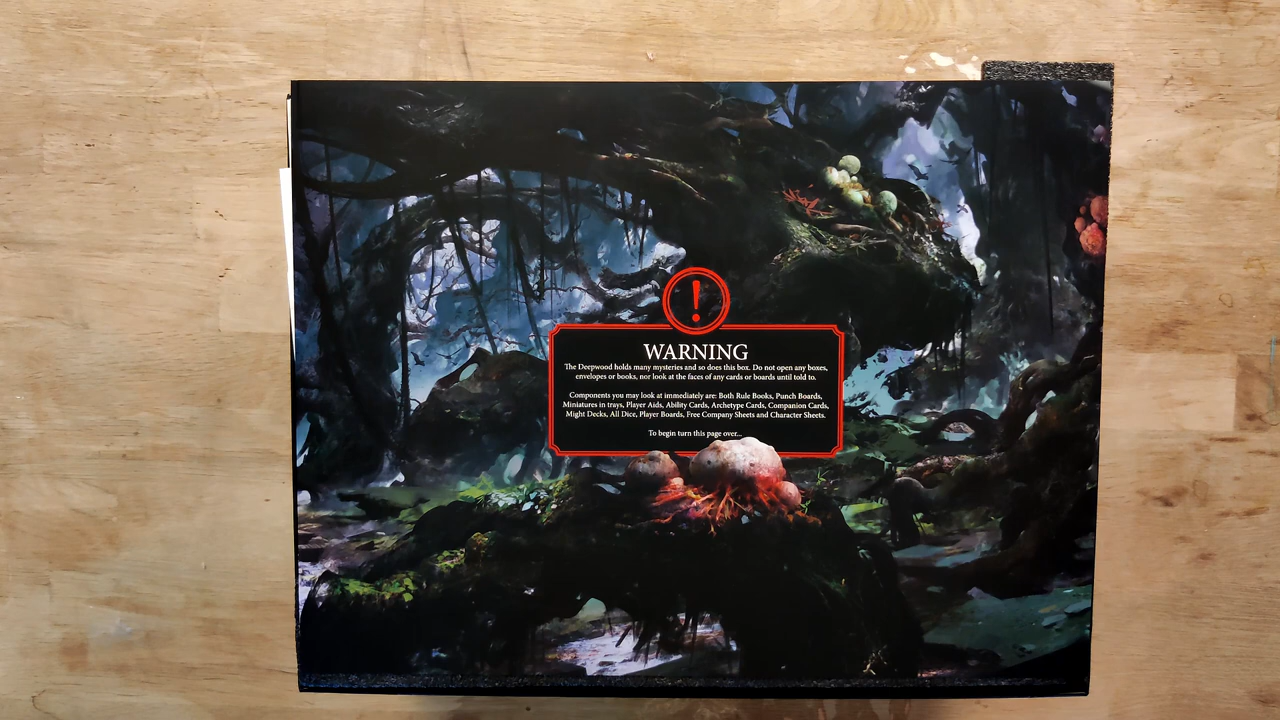 !
WARNING
The Deepwood holds many mysteries and so does this box. Do not open any boxes,
envelopes or books, nor look at the faces of any cards or boards until told to.
Components you may look at immediately are: Both Rule Books, Punch Boards,
Miniatures in trays, Player Aids, Ability Cards, Archetype Cards, Companion Cards,
Might Decks, All Dice, Player Boards, Free Company Sheets and Character Sheets.
To begin turn this page over...